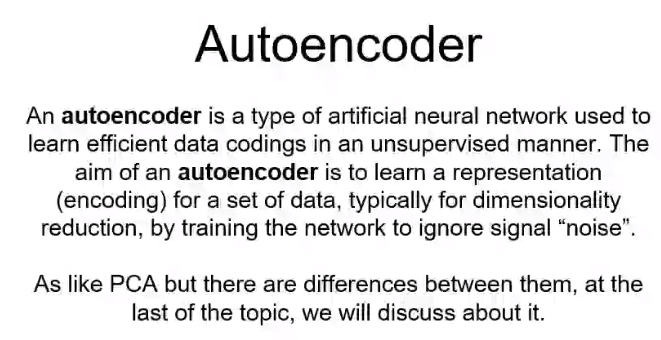 Autoencoder
An autoencoder is a type of artificial neural network used to
learn efficient data codings in an unsupervised manner. The
aim of an autoencoder is to learn a representation
(encoding) for a set of data, typically for dimensionality
reduction, by training the network to ignore signal “noise”.
As like PCA but there are differences between them, at the
last of the topic, we will discuss about it.